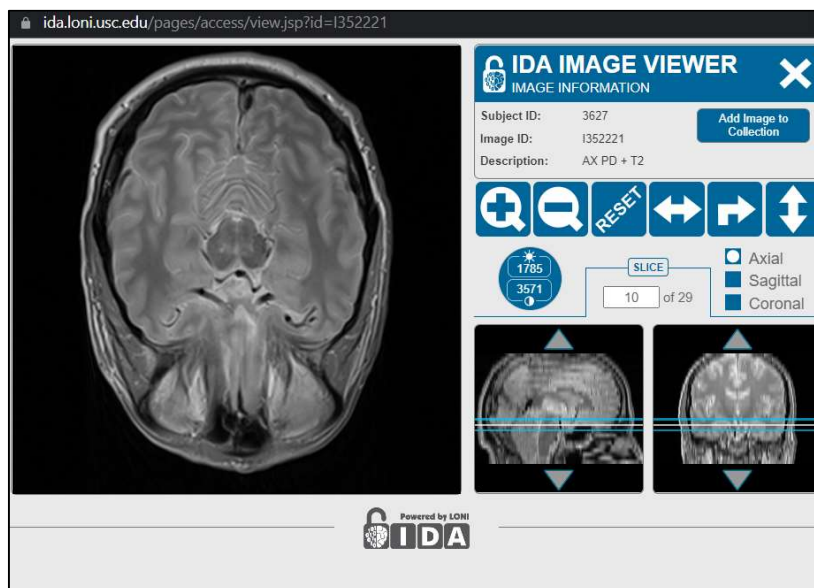 ida.loni.usc.edu/pages/access/view.jsp?id=I352221
IDA IMAGE VIEWER
IMAGE INFORMATION
Subject ID: 3627
Image ID: I352221
Description: AX PD + T2
Add Image to
Collection
RESET
1785
3571
SLICE
10 of 29
Axial
Sagittal
Coronal
Powered by LONI
IDA